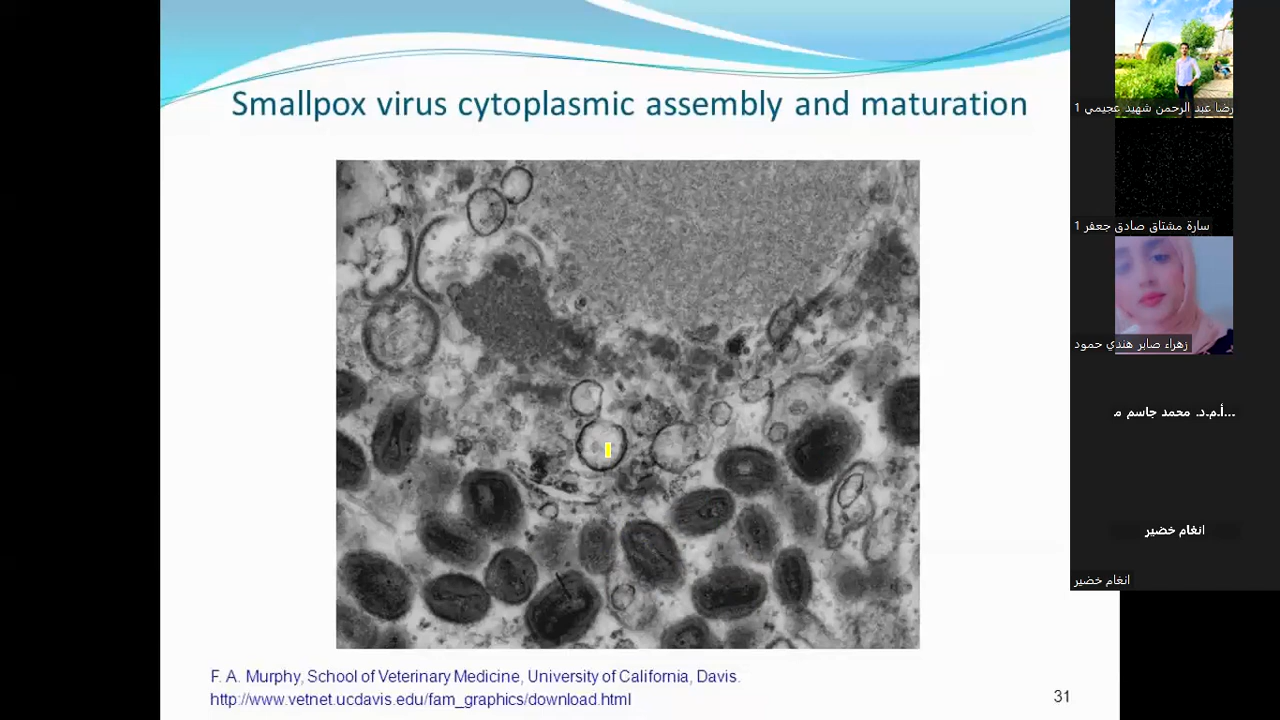 Smallpox virus cytoplasmic assembly and maturation
F. A. Murphy, School of Veterinary Medicine, University of California, Davis.
http://www.vetnet.ucdavis.edu/fam_graphics/download.html
31
رضا عبد الرحمن شهيد عجيمي 1
سارة مشتاق صادق جعفر 1
زهراء صابر هندي حمود
أ.م.د. محمد جاسم م...
انغام خضير
انغام خضير